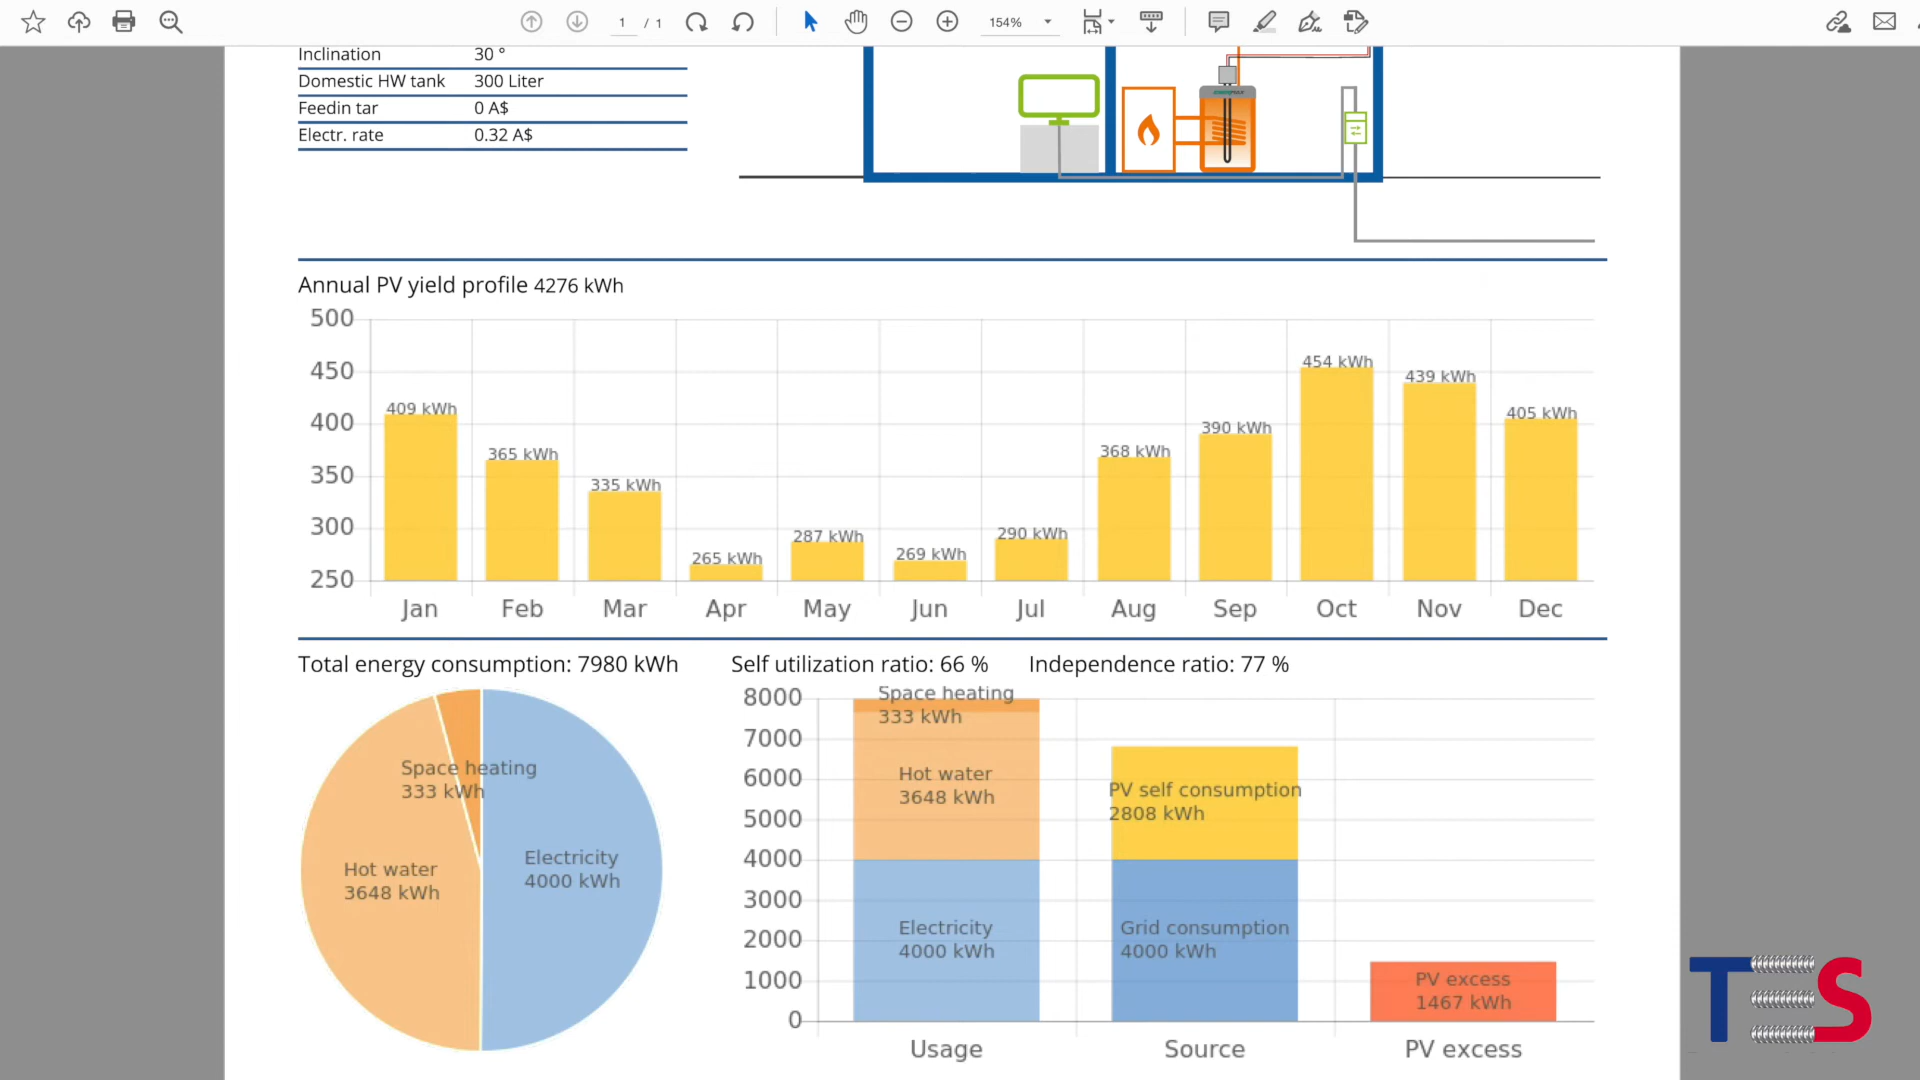 1 / 1
154%
Inclination 30 °
Domestic HW tank 300 Liter
Feedin tar 0 A$
Electr. rate 0.32 A$
Annual PV yield profile 4276 kWh
500
450
400
350
300
250
409 kWh
365 kWh
335 kWh
265 kWh
287 kWh
269 kWh
290 kWh
368 kWh
390 kWh
454 kWh
439 kWh
405 kWh
Jan Feb Mar Apr May Jun Jul Aug Sep Oct Nov Dec
Total energy consumption: 7980 kWh
Self utilization ratio: 66 % Independence ratio: 77 %
Space heating
333 kWh
Hot water
3648 kWh
Electricity
4000 kWh
8000
7000
6000
5000
4000
3000
2000
1000
0
Space heating
333 kWh
Hot water
3648 kWh
Electricity
4000 kWh
PV self consumption
2808 kWh
Grid consumption
4000 kWh
PV excess
1467 kWh
Usage Source PV excess
TES